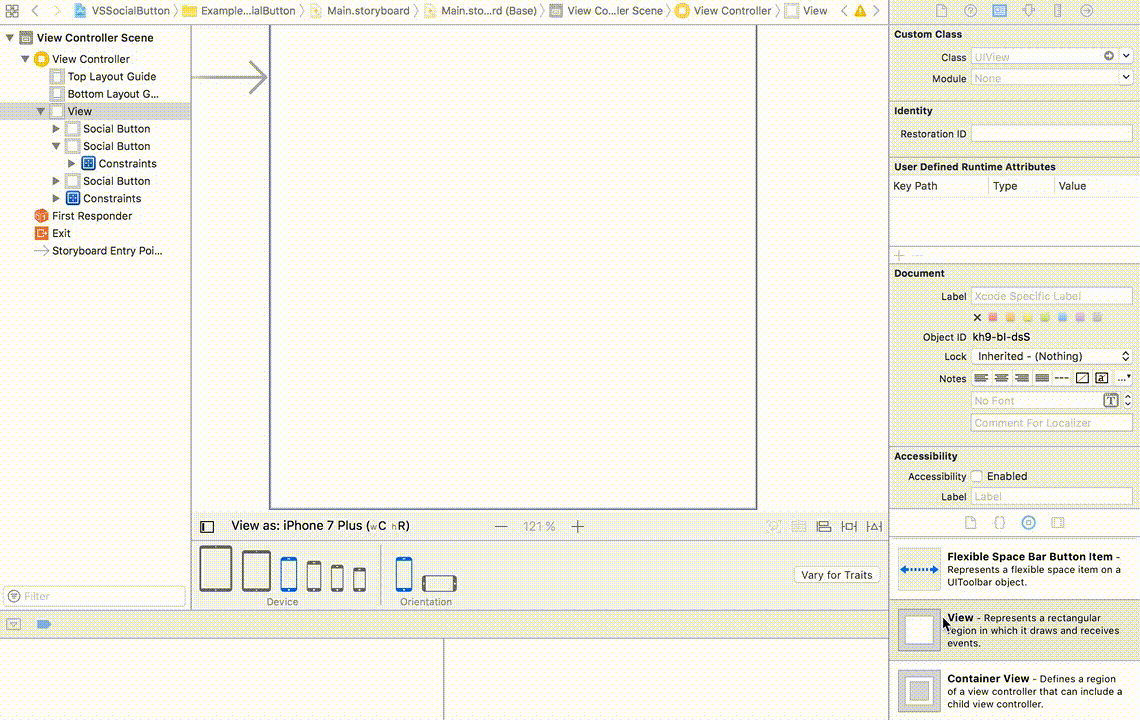 VSSocialButton
Example...ialButton
Main.storyboard
Main.sto...rd (Base)
View Co...ler Scene
View Controller
View
View Controller Scene
View Controller
Top Layout Guide
Bottom Layout G...
View
Social Button
Social Button
Constraints
Social Button
Constraints
First Responder
Exit
Storyboard Entry Poi...
Filter
View as: iPhone 7 Plus (wC hR)
121 %
Device
Orientation
Vary for Traits
Custom Class
Class UIView
Module None
Identity
Restoration ID
User Defined Runtime Attributes
Key Path Type Value
Document
Label Xcode Specific Label
Object ID kh9-bI-dsS
Lock Inherited - (Nothing)
Notes
No Font
Comment For Localizer
Accessibility
Accessibility Enabled
Label Label
Flexible Space Bar Button Item -
Represents a flexible space item on a
UIToolbar object.
View - Represents a rectangular
region in which it draws and receives
events.
Container View - Defines a region
of a view controller that can include a
child view controller.